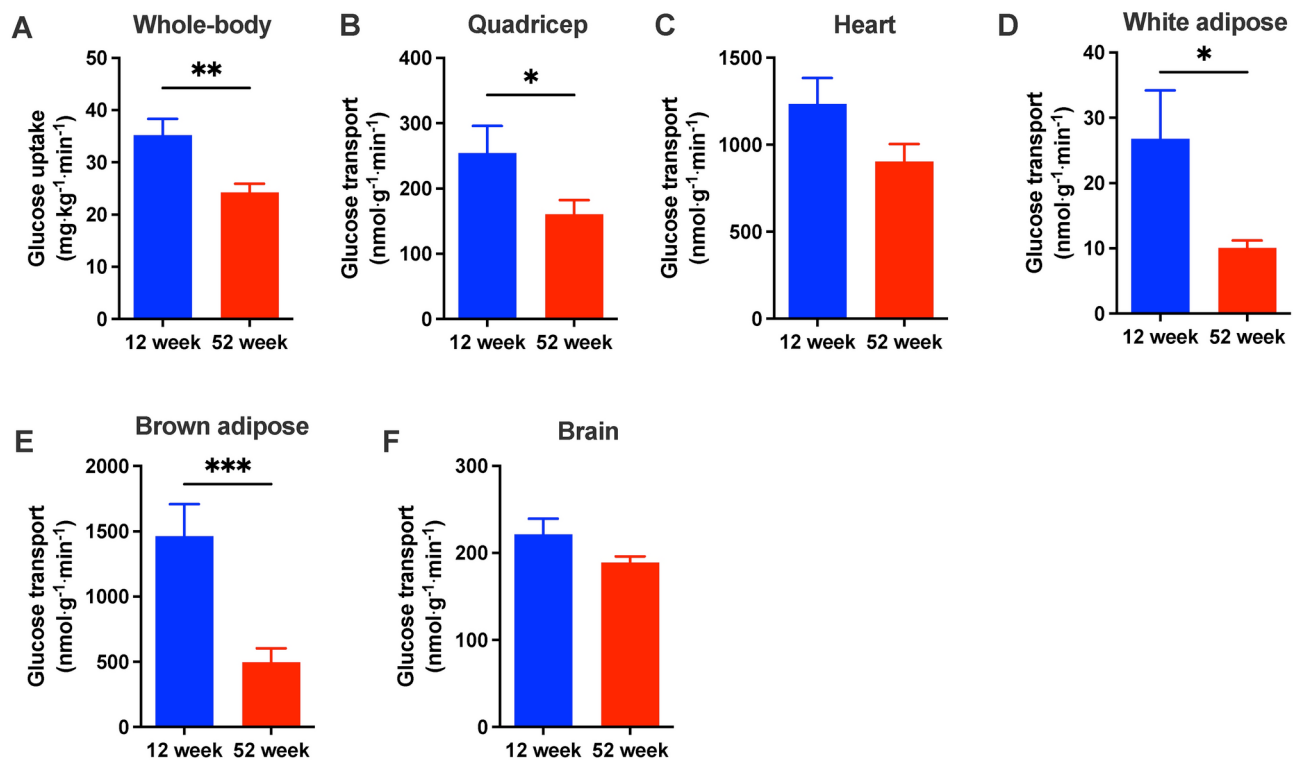 A
Whole-body
Glucose uptake
(mg·kg⁻¹·min⁻¹)
50
40
30
20
10
0
**
12 week 52 week
B
Quadricep
Glucose transport
(nmol·g⁻¹·min⁻¹)
400
300
200
100
0
*
12 week 52 week
C
Heart
Glucose transport
(nmol·g⁻¹·min⁻¹)
1500
1000
500
0
12 week 52 week
D
White adipose
Glucose transport
(nmol·g⁻¹·min⁻¹)
40
30
20
10
0
*
12 week 52 week
E
Brown adipose
Glucose transport
(nmol·g⁻¹·min⁻¹)
2000
1500
1000
500
0
***
12 week 52 week
F
Brain
Glucose transport
(nmol·g⁻¹·min⁻¹)
300
200
100
0
12 week 52 week